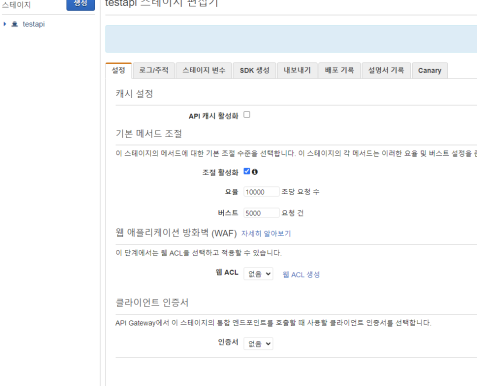 스테이지
생성
testapi 스테이지 편집기
testapi
설정 로그/추적 스테이지 변수 SDK 생성 내보내기 배포 기록 설명서 기록 Canary
캐시 설정
API 캐시 활성화
기본 메서드 조절
이 스테이지의 메서드에 대한 기본 조절 수준을 선택합니다. 이 스테이지의 각 메서드는 이러한 요율 및 버스트 설정을
조절 활성화
요율 10000 초당 요청 수
버스트 5000 요청 건
웹 애플리케이션 방화벽 (WAF) 자세히 알아보기
이 단계에서는 웹 ACL을 선택하고 적용할 수 있습니다.
웹 ACL 없음 웹 ACL 생성
클라이언트 인증서
API Gateway에서 이 스테이지의 통합 엔드포인트를 호출할 때 사용할 클라이언트 인증서를 선택합니다.
인증서 없음